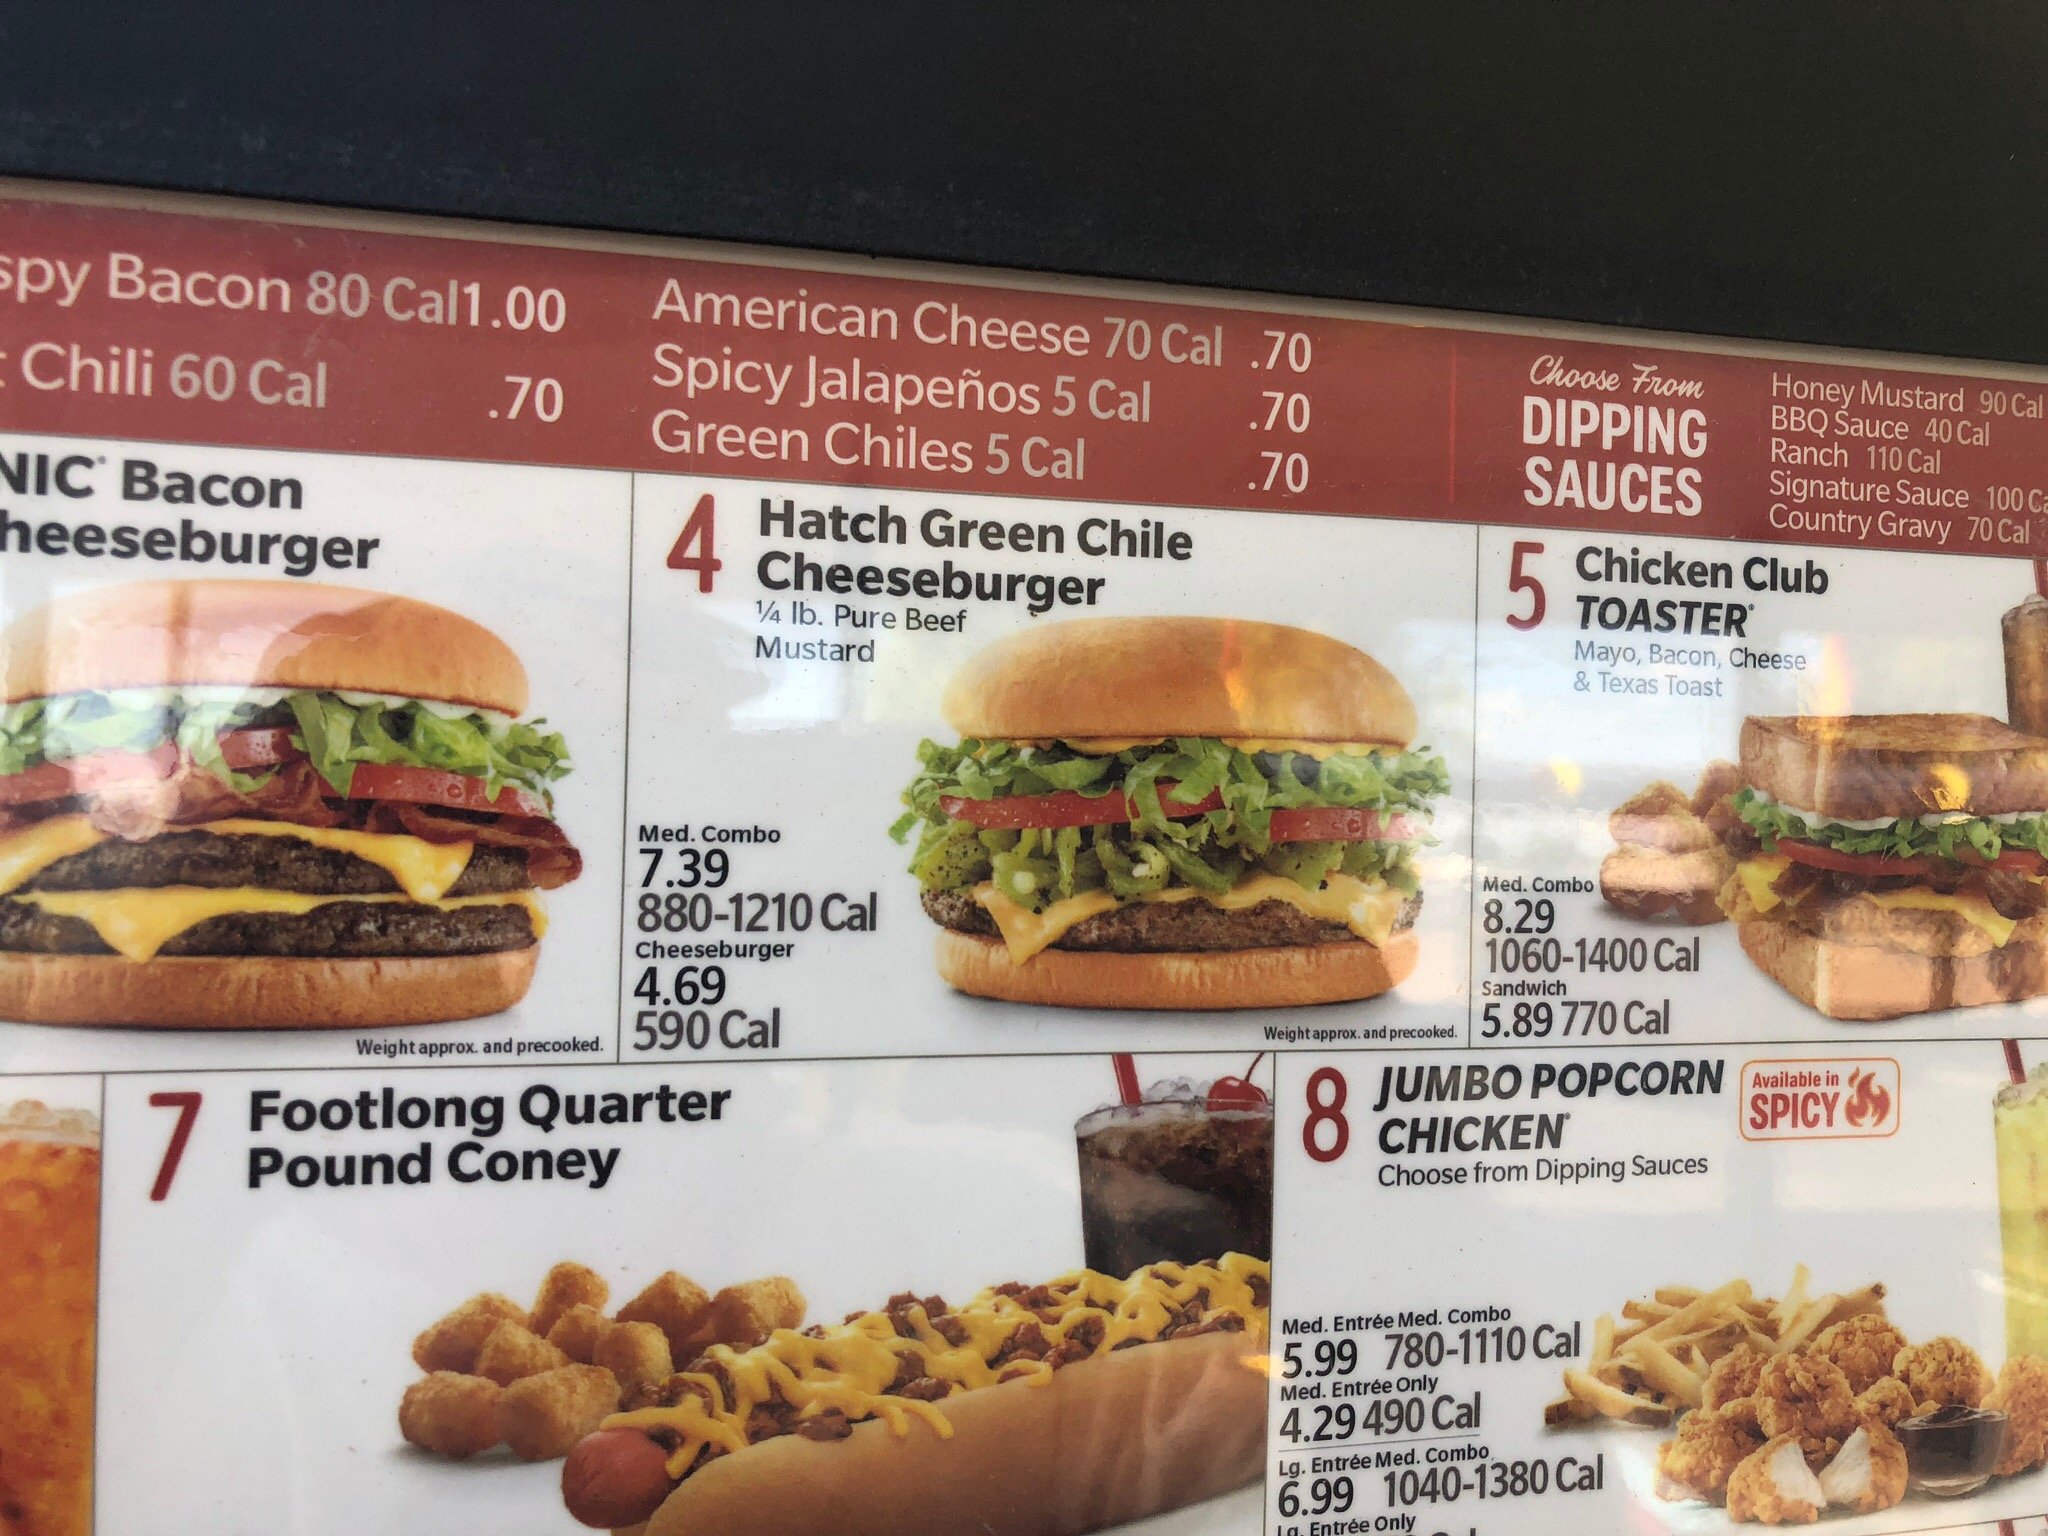 Bacon 80 Cal 1.00
Chili 60 Cal .70
American Cheese 70 Cal .70
Spicy Jalapeños 5 Cal .70
Green Chiles 5 Cal .70
Choose From
DIPPING
SAUCES
Honey Mustard 90 Cal
BBQ Sauce 40 Cal
Ranch 110 Cal
Signature Sauce 100
Country Gravy 70 Cal
Bacon
Weight approx. and precooked.
4 Hatch Green Chile
Cheeseburger
¼ lb. Pure Beef
Mustard
Med. Combo
7.39
880-1210 Cal
Cheeseburger
4.69
590 Cal
Weight approx. and precooked.
5 Chicken Club
TOASTER
Mayo, Bacon, Cheese
& Texas Toast
Med. Combo
8.29
1060-1400 Cal
Sandwich
5.89 770 Cal
7 Footlong Quarter
Pound Coney
8 JUMBO POPCORN
CHICKEN
Choose from Dipping Sauces
Available in
SPICY
Med. Entrée Med. Combo
5.99 780-1110 Cal
Med. Entrée Only
4.29 490 Cal
Lg. Entrée Med. Combo
6.99 1040-1380 Cal
Lg. Entrée Only